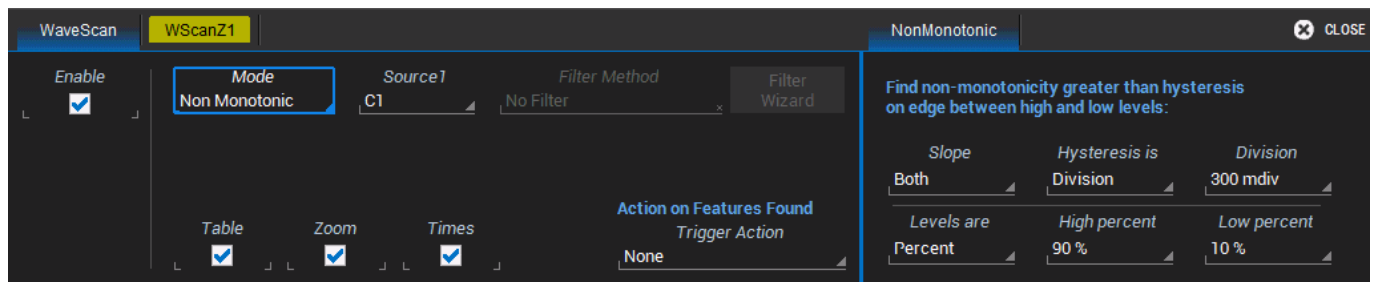 WaveScan
WScanZ1
NonMonotonic
CLOSE
Enable
Mode
Non Monotonic
Source1
C1
Filter Method
No Filter
Filter
Wizard
Table
Zoom
Times
Action on Features Found
Trigger Action
None
Find non-monotonicity greater than hysteresis
on edge between high and low levels:
Slope
Both
Hysteresis is
Division
Division
300 mdiv
Levels are
Percent
High percent
90 %
Low percent
10 %